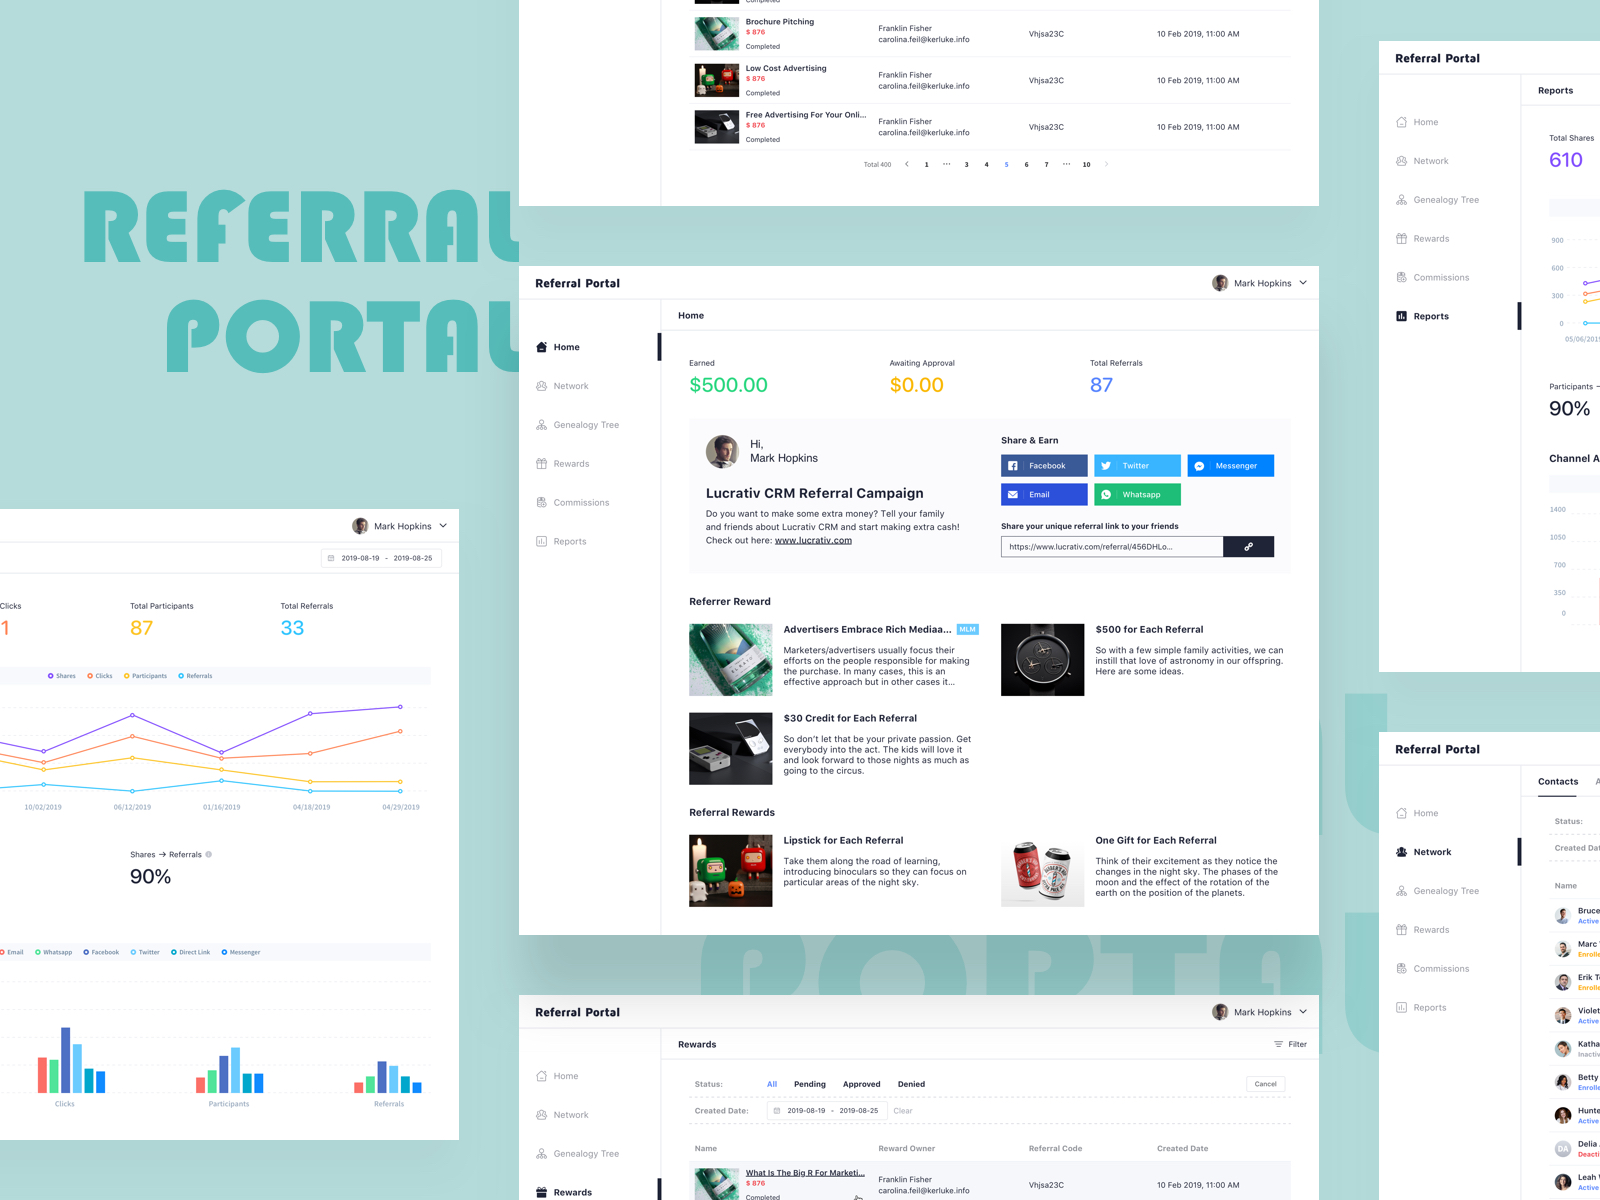 REFERRAL
PORTAL
Completed
Brochure Pitching
$ 876
Completed
Franklin Fisher
carolina.feil@kerluke.info
Vhjsa23C
10 Feb 2019, 11:00 AM
Low Cost Advertising
$ 876
Completed
Franklin Fisher
carolina.feil@kerluke.info
Vhjsa23C
10 Feb 2019, 11:00 AM
Free Advertising For Your Onli...
$ 876
Completed
Franklin Fisher
carolina.feil@kerluke.info
Vhjsa23C
10 Feb 2019, 11:00 AM
Total 400 < 1 ··· 3 4 5 6 7 ··· 10 >
Referral Portal
Mark Hopkins
Home
Home
Network
Genealogy Tree
Rewards
Commissions
Reports
Earned
$500.00
Awaiting Approval
$0.00
Total Referrals
87
Hi,
Mark Hopkins
Lucrativ CRM Referral Campaign
Do you want to make some extra money? Tell your family
and friends about Lucrativ CRM and start making extra cash!
Check out here: www.lucrativ.com
Share & Earn
Facebook
Twitter
Messenger
Email
Whatsapp
Share your unique referral link to your friends
https://www.lucrativ.com/referral/456DHLo...
Referrer Reward
Advertisers Embrace Rich Mediaa... MLM
Marketers/advertisers usually focus their
efforts on the people responsible for making
the purchase. In many cases, this is an
effective approach but in other cases it...
$500 for Each Referral
So with a few simple family activities, we can
instill that love of astronomy in our offspring.
Here are some ideas.
$30 Credit for Each Referral
So don't let that be your private passion. Get
everybody into the act. The kids will love it
and look forward to those nights as much as
going to the circus.
Referral Rewards
Lipstick for Each Referral
Take them along the road of learning,
introducing binoculars so they can focus on
particular areas of the night sky.
One Gift for Each Referral
Think of their excitement as they notice the
changes in the night sky. The phases of the
moon and the effect of the rotation of the
earth on the position of the planets.
Mark Hopkins
2019-08-19 - 2019-08-25
Clicks
1
Total Participants
87
Total Referrals
33
Shares
Clicks
Participants
Referrals
10/02/2019
06/12/2019
01/16/2019
04/18/2019
04/29/2019
Shares → Referrals
90%
Email
Whatsapp
Facebook
Twitter
Direct Link
Messenger
Clicks
Participants
Referrals
PORTA
Referral Portal
Mark Hopkins
Rewards
Filter
Home
Network
Genealogy Tree
Rewards
Status:
All
Pending
Approved
Denied
Cancel
Created Date:
2019-08-19 - 2019-08-25
Clear
Name
Reward Owner
Referral Code
Created Date
What Is The Big R For Marketi...
$ 876
Completed
Franklin Fisher
carolina.feil@kerluke.info
Vhjsa23C
10 Feb 2019, 11:00 AM
Referral Portal
Reports
Home
Network
Genealogy Tree
Rewards
Commissions
Reports
Total Shares
610
900
600
300
0
05/06/2019
Participants
90%
Channel A
1400
1050
700
350
0
Referral Portal
Contacts
A
Home
Network
Genealogy Tree
Rewards
Commissions
Reports
Status:
Created Dat
Name
Bruce
Active
Marc
Enrolle
Erik T
Enrolle
Violet
Active
Katha
Inactiv
Betty
Enrolle
Hunte
Active
DA
Delia
Deacti
Leah
Active